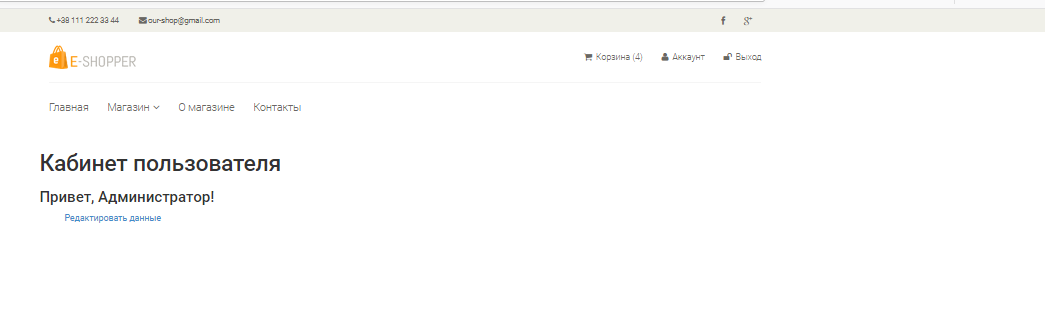 +38 111 222 33 44 our-shop@gmail.com
E-SHOPPER
Корзина (4) Аккаунт Выход
Главная Магазин О магазине Контакты
Кабинет пользователя
Привет, Администратор!
Редактировать данные